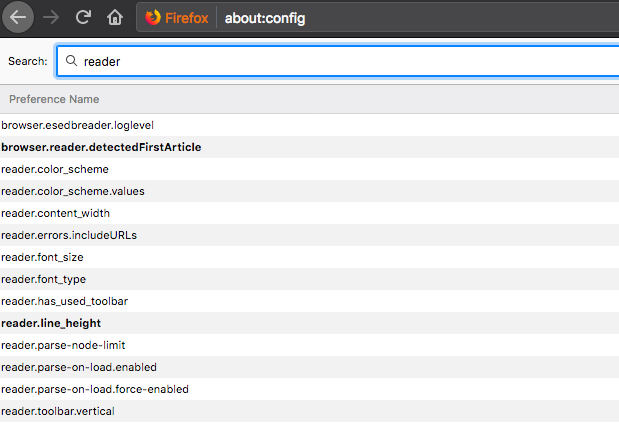 Firefox about:config
Search: reader
Preference Name
browser.esedbreader.loglevel
browser.reader.detectedFirstArticle
reader.color_scheme
reader.color_scheme.values
reader.content_width
reader.errors.includeURLs
reader.font_size
reader.font_type
reader.has_used_toolbar
reader.line_height
reader.parse-node-limit
reader.parse-on-load.enabled
reader.parse-on-load.force-enabled
reader.toolbar.vertical